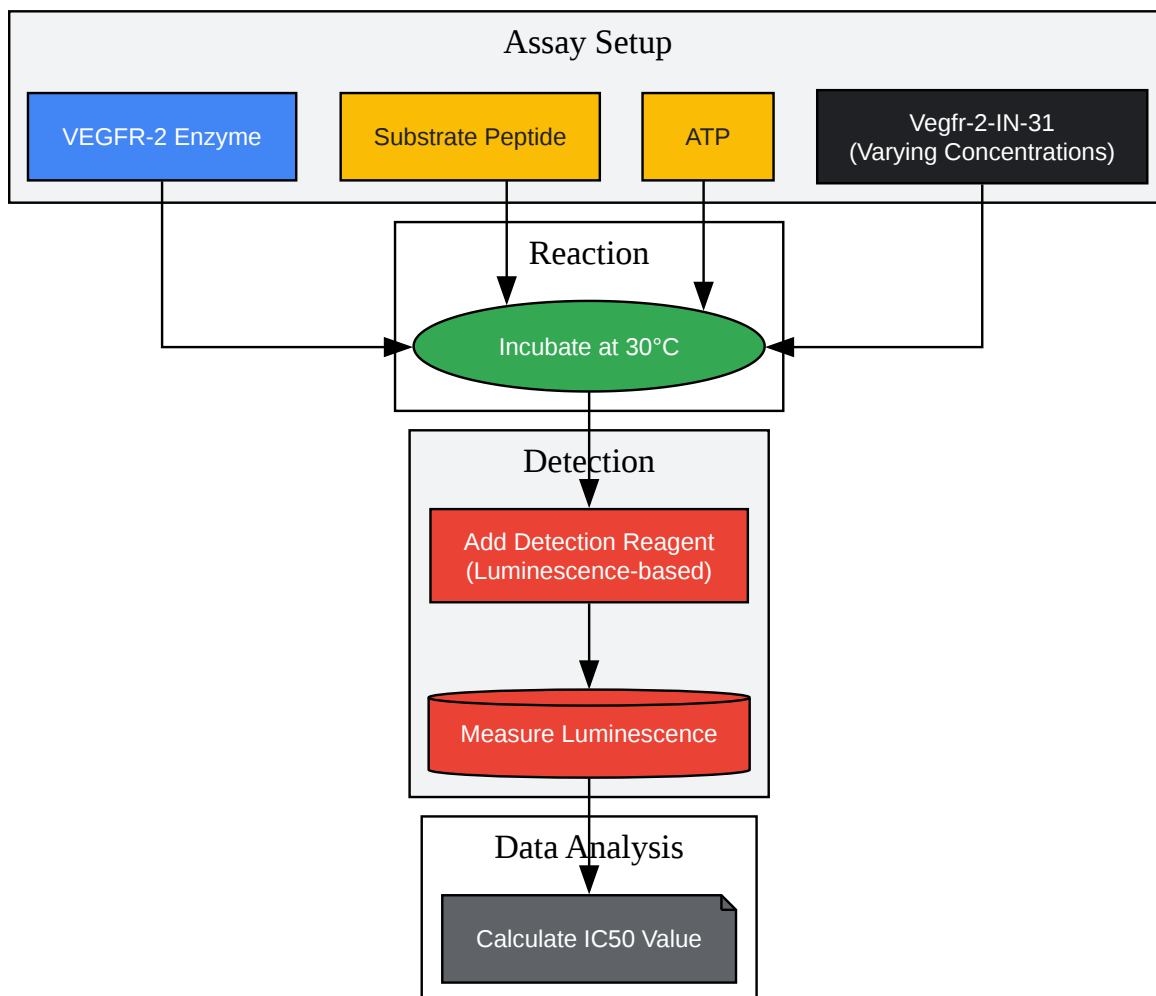 Assay Setup
VEGFR-2 Enzyme
Substrate Peptide
ATP
Vegfr-2-IN-31
(Varying Concentrations)
Reaction
Incubate at 30°C
Detection
Add Detection Reagent
(Luminescence-based)
Measure Luminescence
Data Analysis
Calculate IC50 Value